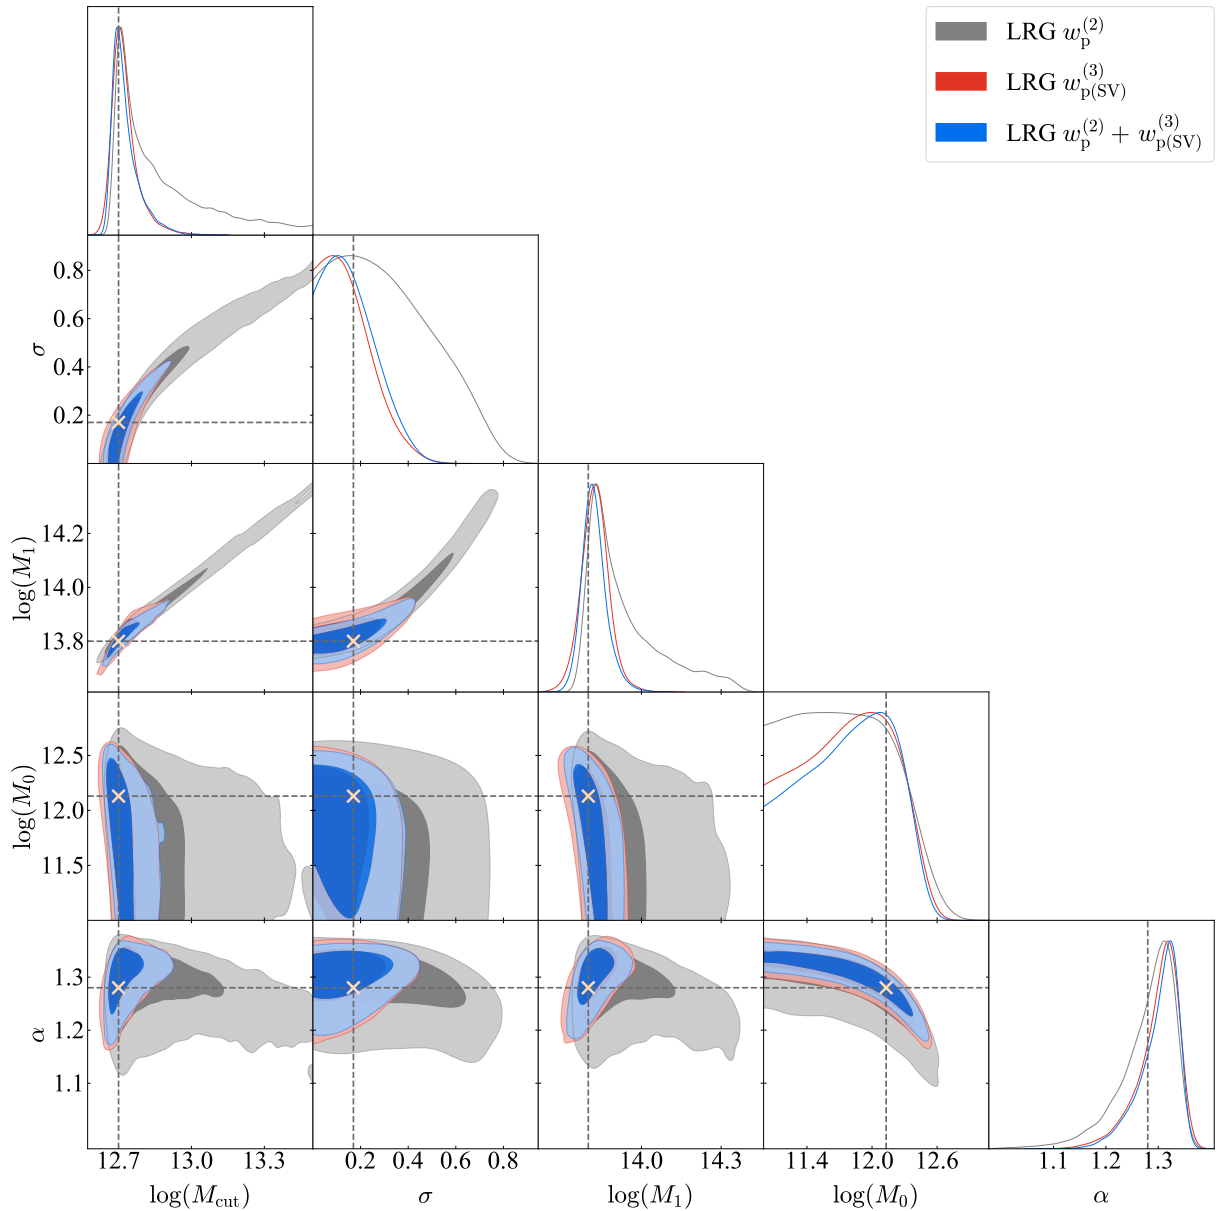 LRG $w_{\rm p}^{(2)}$
LRG $w_{\rm p(SV)}^{(3)}$
LRG $w_{\rm p}^{(2)} + w_{\rm p(SV)}^{(3)}$
0.8
0.6
0.4
0.2
σ
14.2
14.0
13.8
log(M₁)
12.5
12.0
11.5
log(M₀)
1.3
1.2
1.1
α
12.7 13.0 13.3 0.2 0.4 0.6 0.8 14.0 14.3 11.4 12.0 12.6 1.1 1.2 1.3
log($M_{\rm cut}$) σ log(M₁) log(M₀) α